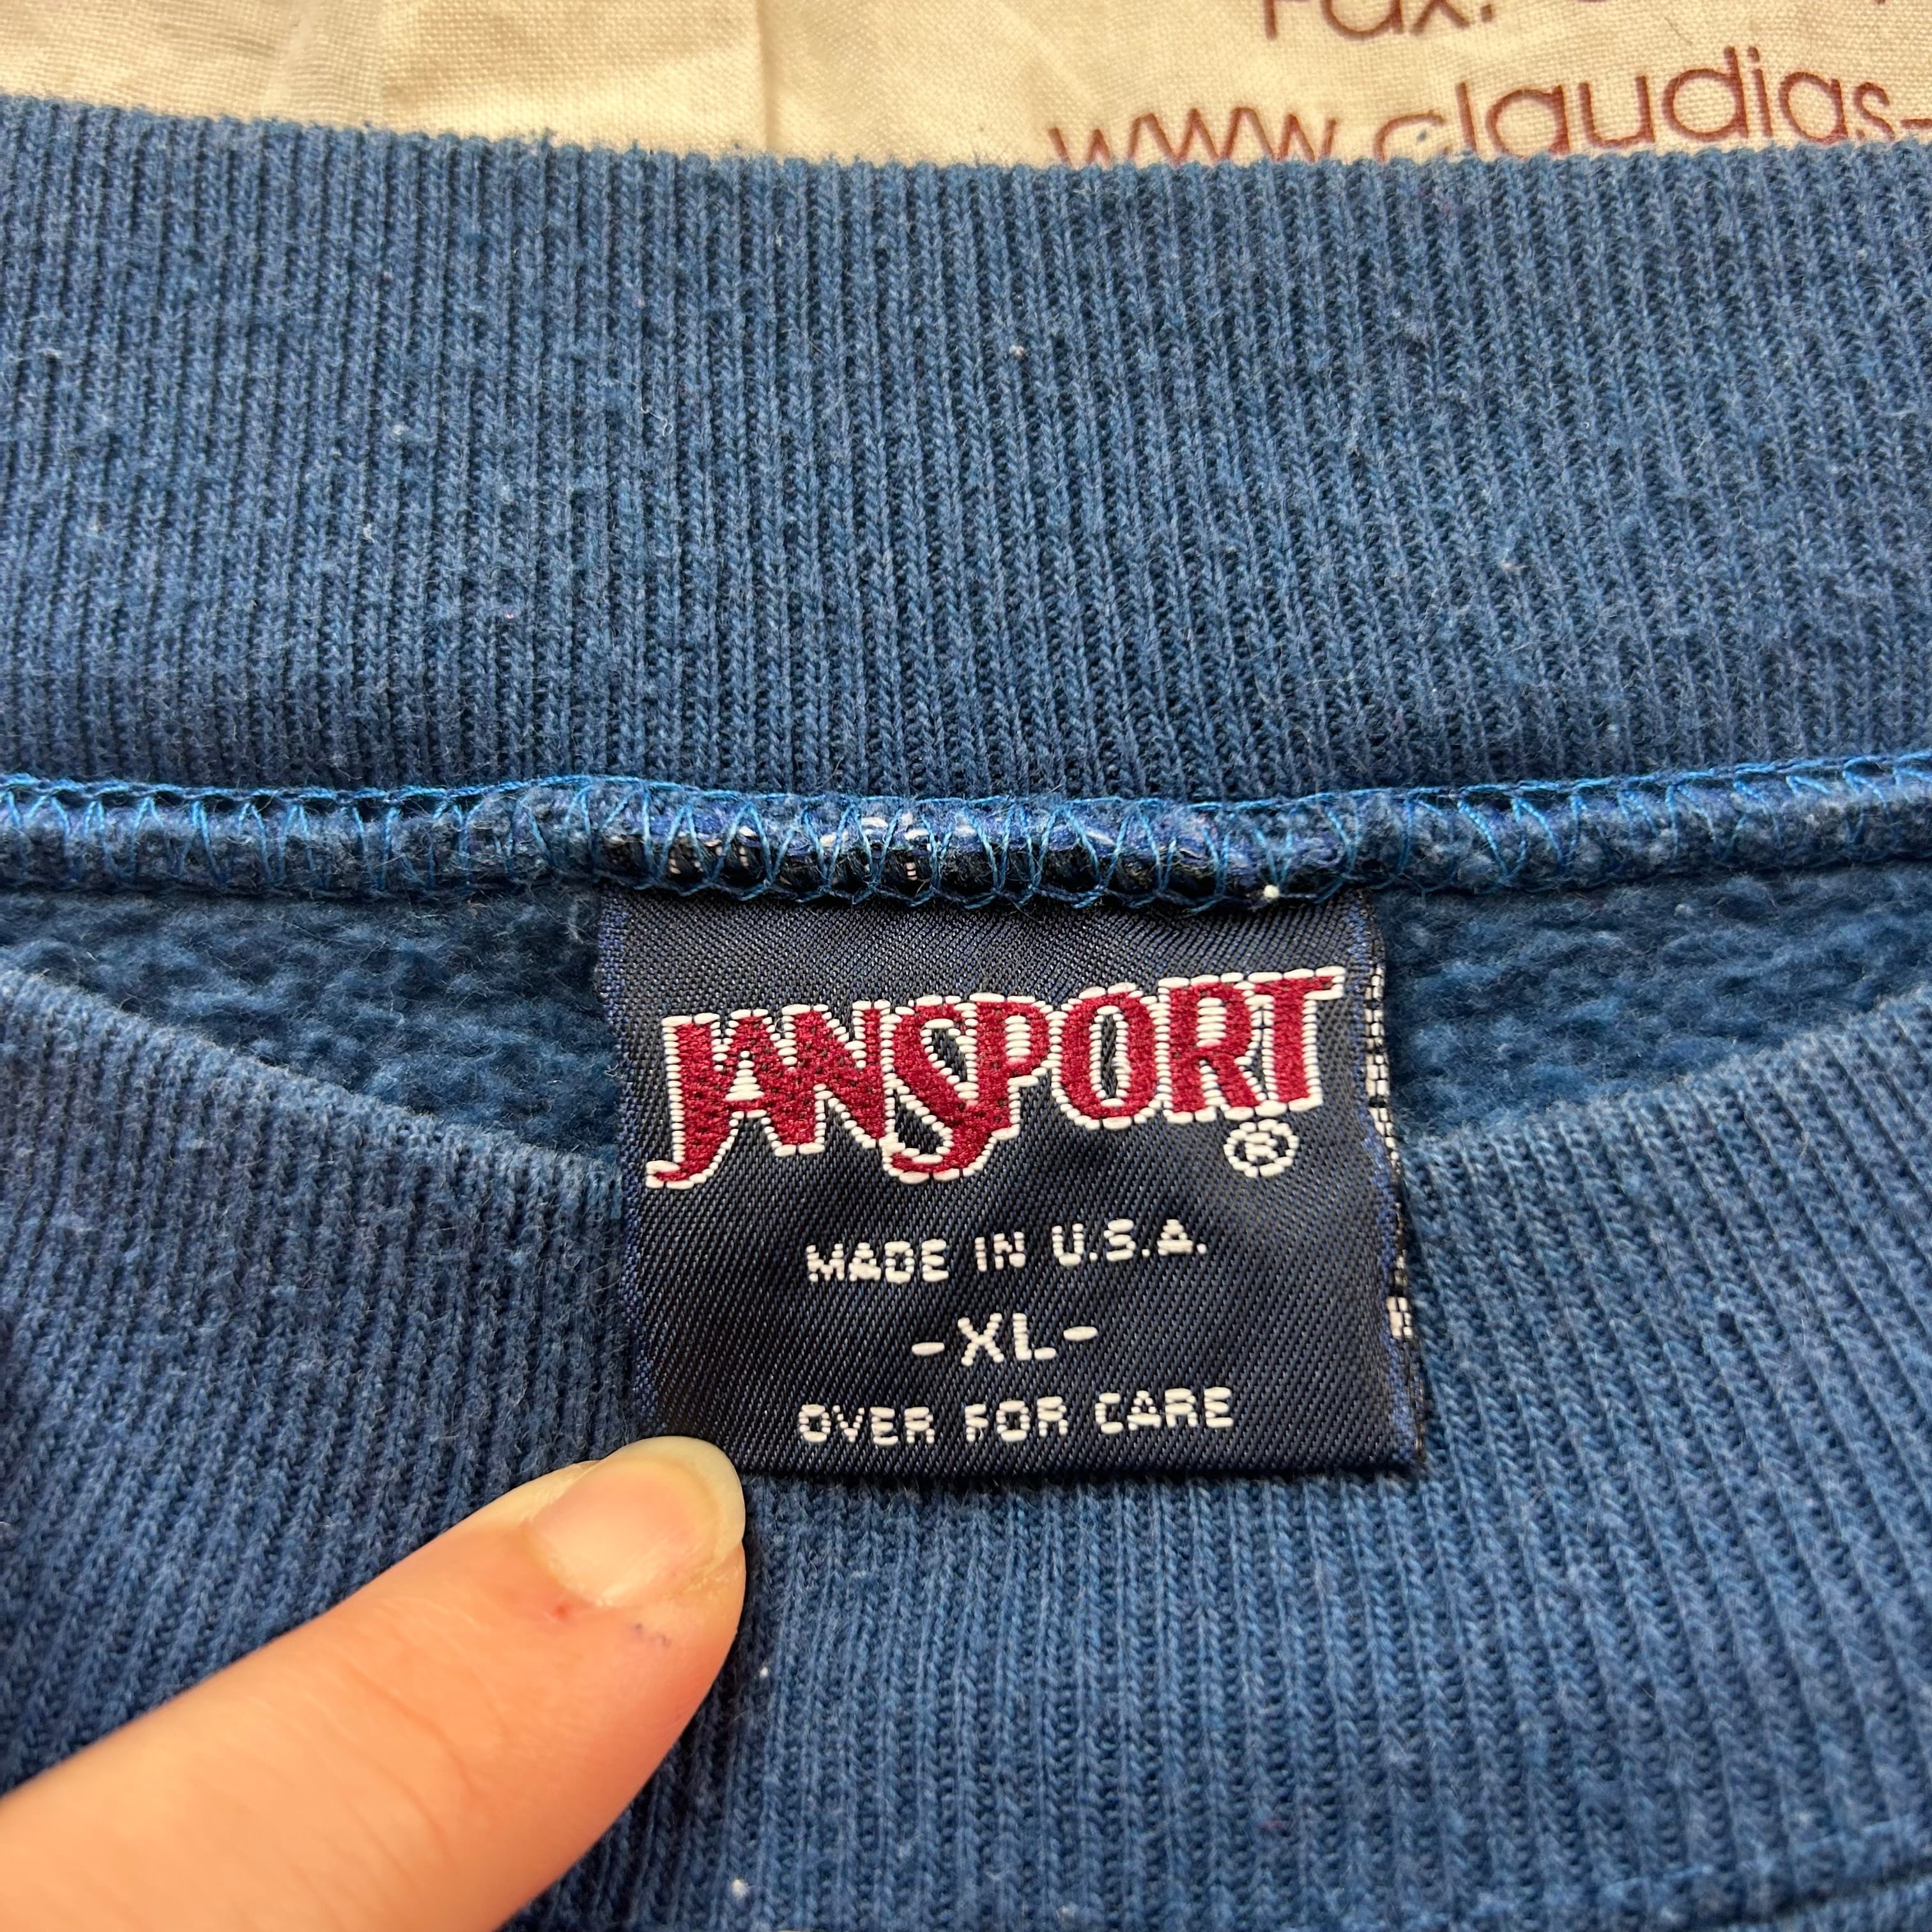 Fax:
www.claudias-
JANSPORT
®
MADE IN U.S.A.
-XL-
OVER FOR CARE